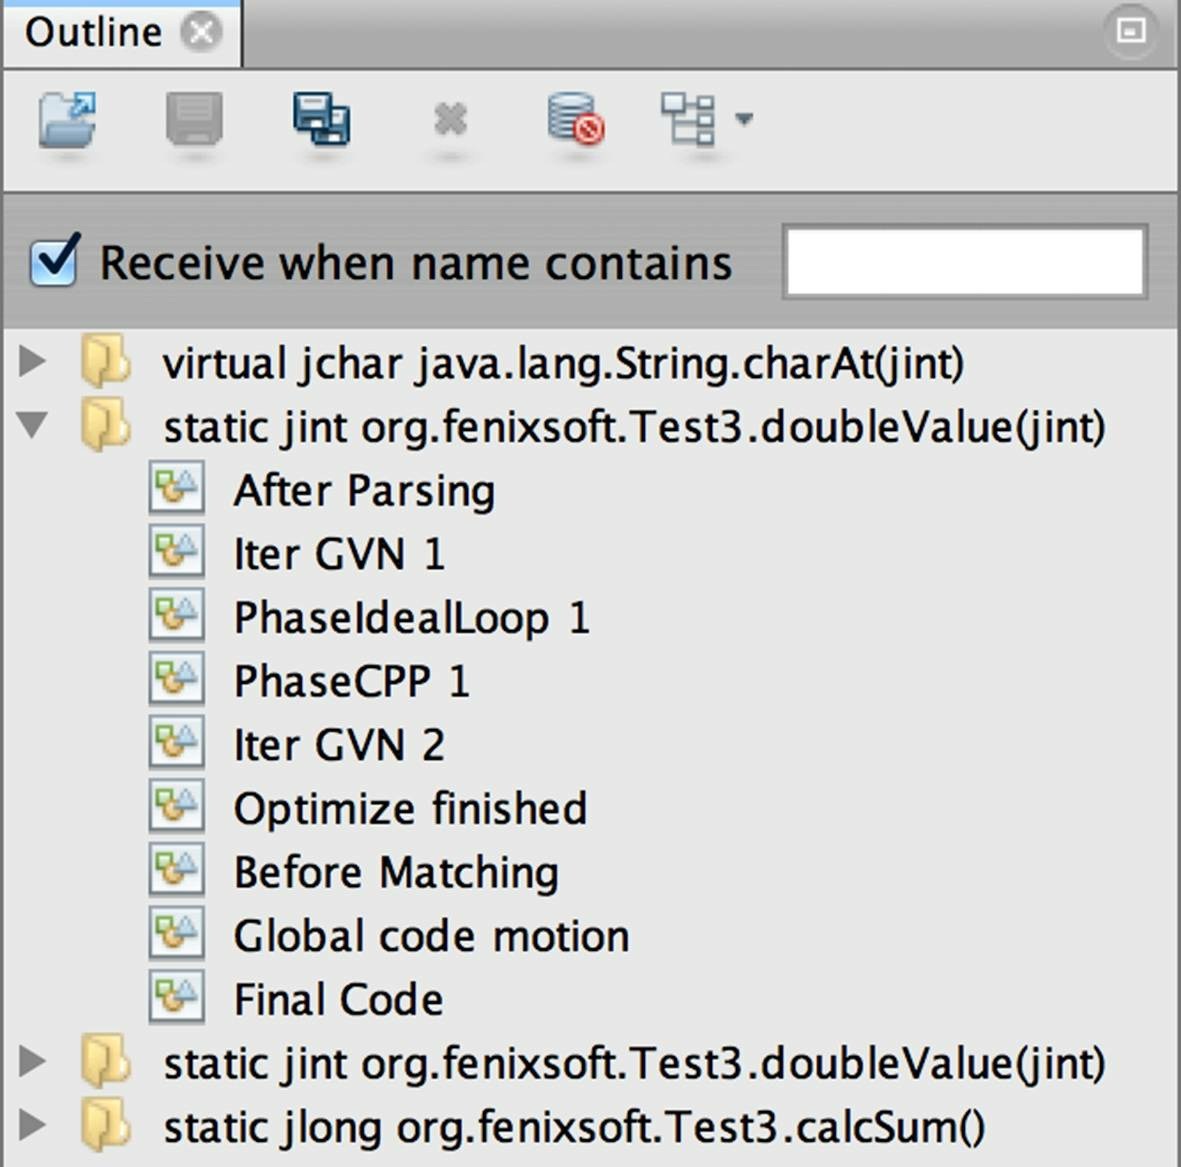 Outline
Receive when name contains
virtual jchar java.lang.String.charAt(jint)
static jint org.fenixsoft.Test3.doubleValue(jint)
After Parsing
Iter GVN 1
PhaseIdealLoop 1
PhaseCPP 1
Iter GVN 2
Optimize finished
Before Matching
Global code motion
Final Code
static jint org.fenixsoft.Test3.doubleValue(jint)
static jlong org.fenixsoft.Test3.calcSum()